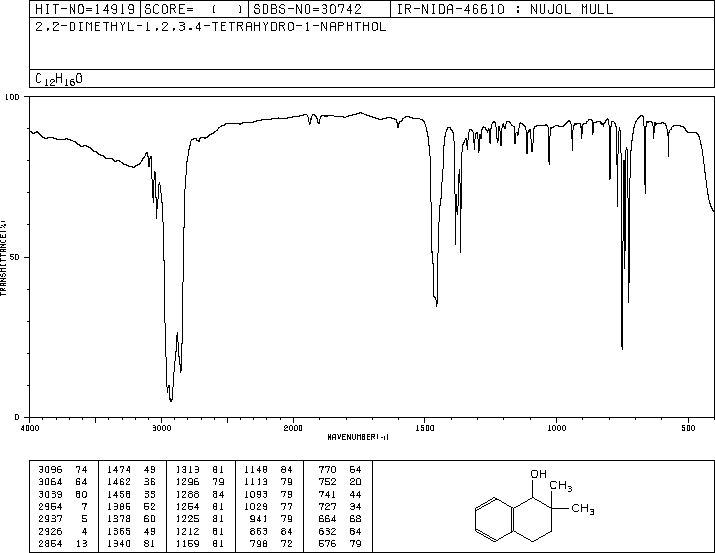 HIT-NO=14919 SCORE= ( ) SDBS-NO=30742 IR-NIDA-46610 : NUJOL MULL
2,2-DIMETHYL-1,2,3,4-TETRAHYDRO-1-NAPHTHOL
C12H16O
100
50
0
TRANSMITTANCE(%)
4000 3000 2000 1500 1000 500
WAVENUMBER(-1)
3096 74 1474 49 1313 81 1148 84 770 64
3064 64 1462 36 1296 79 1113 79 752 20
3039 60 1458 35 1288 84 1093 79 741 44
2954 7 1386 52 1254 81 1029 77 727 34
2937 5 1378 60 1225 81 941 79 664 68
2926 4 1365 49 1212 81 863 84 632 84
2854 13 1340 81 1159 81 798 72 576 79
OH
CH3
CH3